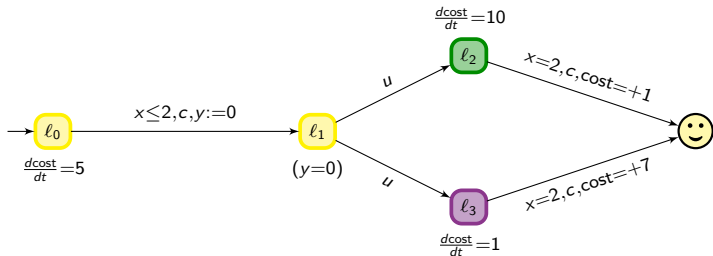 dcost/dt=10
x=2,c,cost=+1
ℓ2
u
x≤2,c,y:=0
ℓ0
ℓ1
dcost/dt=5
(y=0)
u
x=2,c,cost=+7
ℓ3
dcost/dt=1